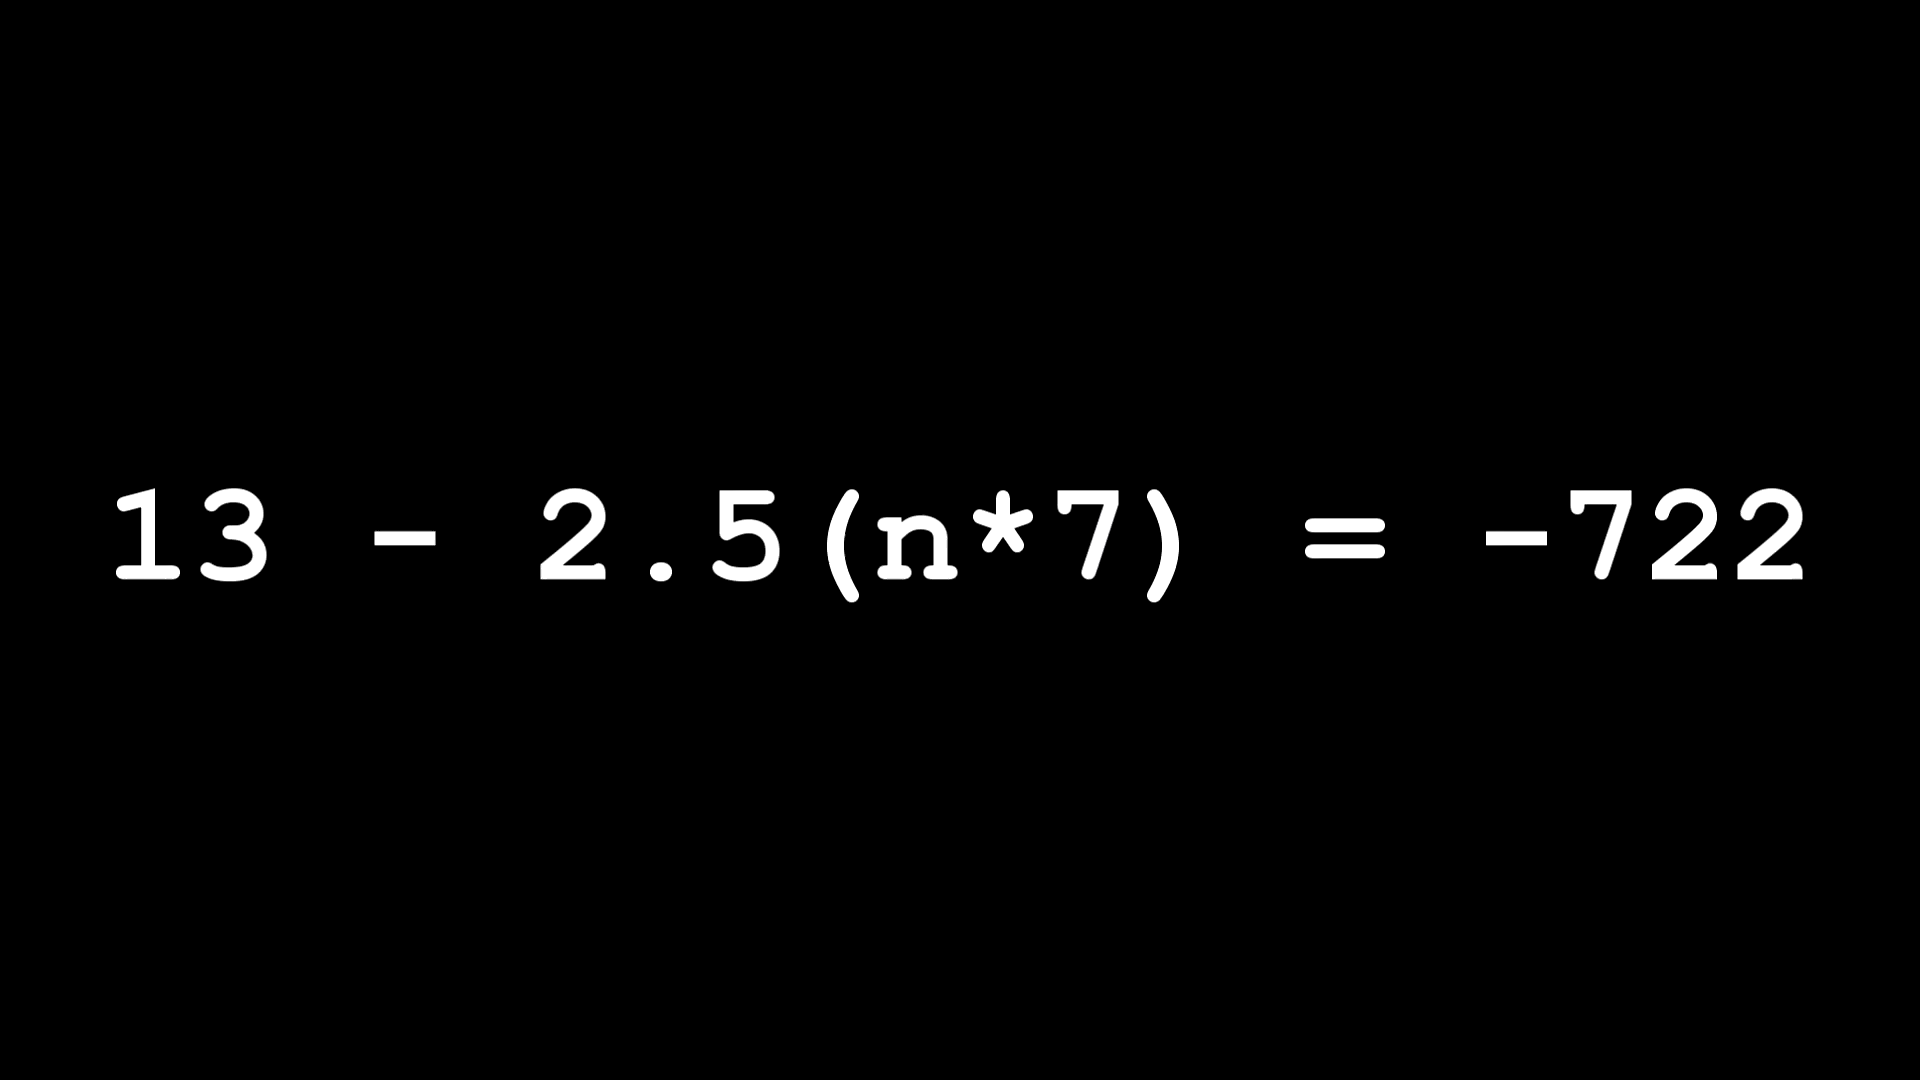 13 - 2.5(n*7) = -722